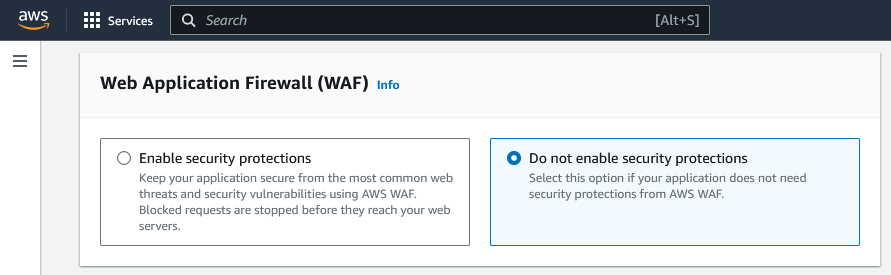 aws
Services
Search
[Alt+S]
Web Application Firewall (WAF) Info
Enable security protections
Keep your application secure from the most common web
threats and security vulnerabilities using AWS WAF.
Blocked requests are stopped before they reach your web
servers.
Do not enable security protections
Select this option if your application does not need
security protections from AWS WAF.